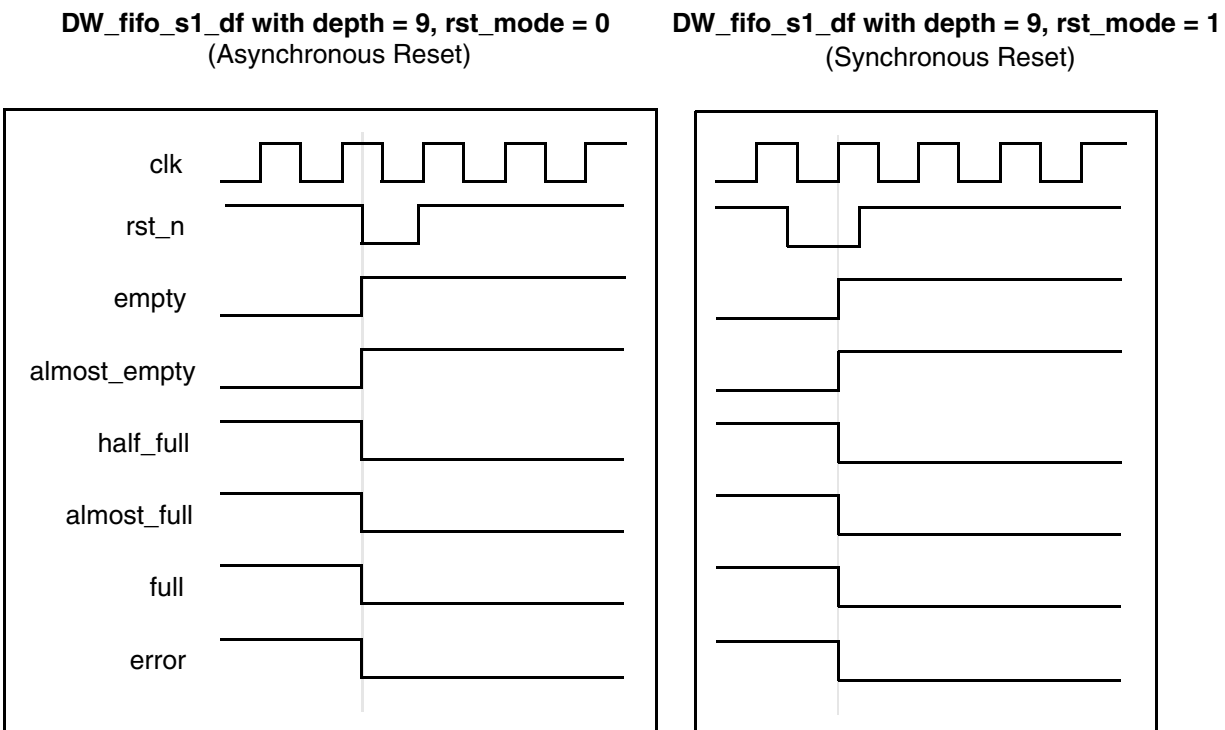 DW_fifo_s1_df with depth = 9, rst_mode = 0
(Asynchronous Reset)
DW_fifo_s1_df with depth = 9, rst_mode = 1
(Synchronous Reset)
clk
rst_n
empty
almost_empty
half_full
almost_full
full
error